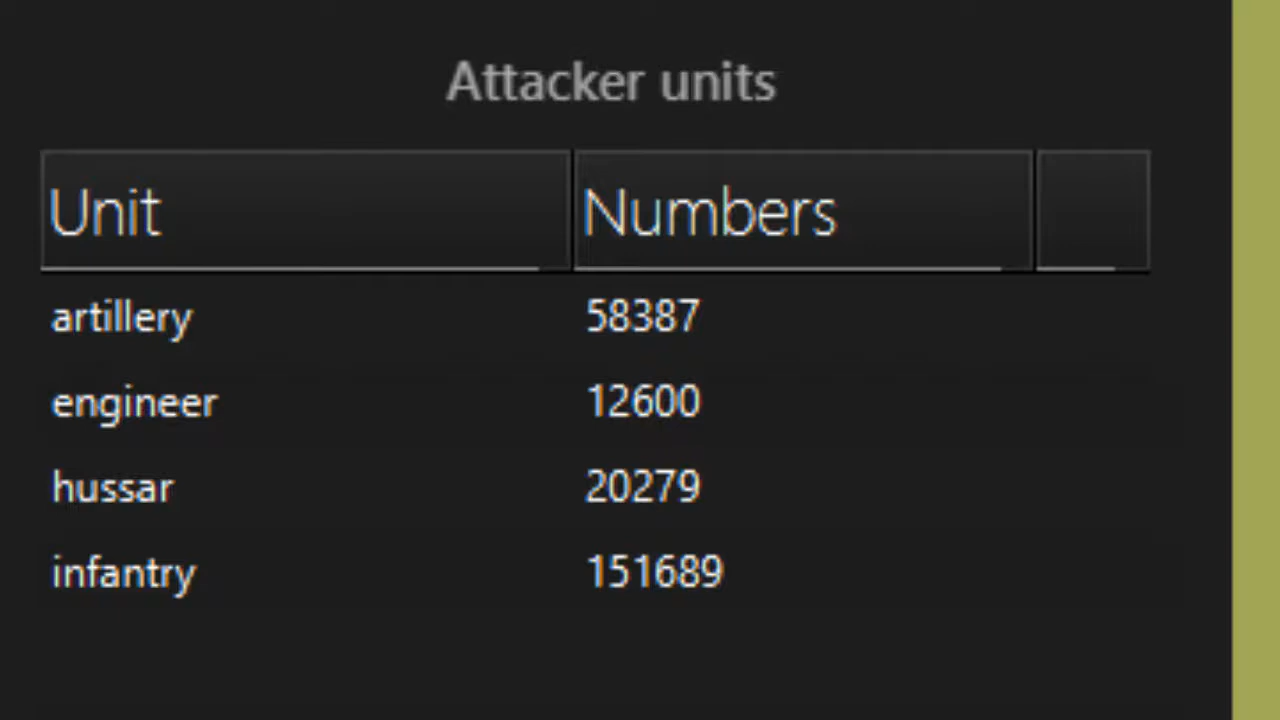 Attacker units
Unit Numbers
artillery 58387
engineer 12600
hussar 20279
infantry 151689